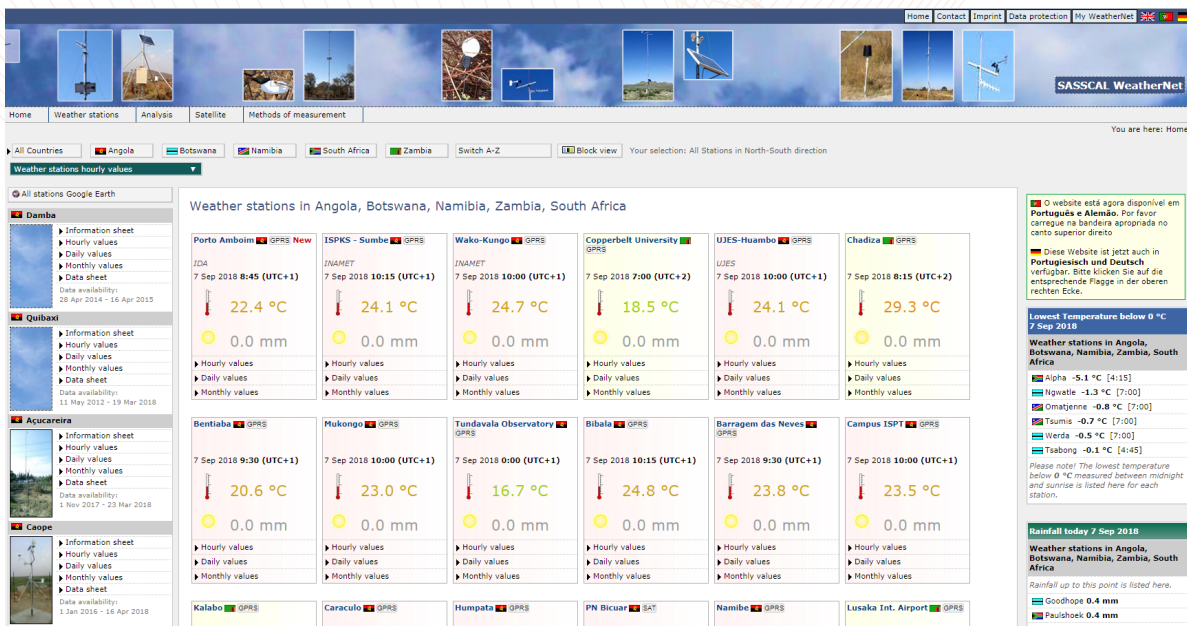 Home Contact Imprint Data protection My WeatherNet
SASSCAL WeatherNet
Home Weather stations Analysis Satellite Methods of measurement
You are here: Home
All Countries Angola Botswana Namibia South Africa Zambia Switch A-Z Block view Your selection: All Stations in North-South direction
Weather stations hourly values
All stations Google Earth
Damba
Information sheet
Hourly values
Daily values
Monthly values
Data sheet
Data availability:
28 Apr 2014 - 16 Apr 2015
Quibaxi
Information sheet
Hourly values
Daily values
Monthly values
Data sheet
Data availability:
11 May 2012 - 19 Mar 2018
Açucareira
Information sheet
Hourly values
Daily values
Monthly values
Data sheet
Data availability:
1 Nov 2017 - 23 Mar 2018
Caope
Information sheet
Hourly values
Daily values
Monthly values
Data sheet
Data availability:
1 Jan 2016 - 16 Apr 2018
Weather stations in Angola, Botswana, Namibia, Zambia, South Africa
Porto Amboim GPRS New
IDA
7 Sep 2018 8:45 (UTC+1)
22.4 °C
0.0 mm
Hourly values
Daily values
Monthly values
ISPKS - Sumbe GPRS
INAMET
7 Sep 2018 10:15 (UTC+1)
24.1 °C
0.0 mm
Hourly values
Daily values
Monthly values
Wako-Kungo GPRS
INAMET
7 Sep 2018 10:00 (UTC+1)
24.7 °C
0.0 mm
Hourly values
Daily values
Monthly values
Copperbelt University
GPRS
7 Sep 2018 7:00 (UTC+2)
18.5 °C
0.0 mm
Hourly values
Daily values
Monthly values
UJES-Huambo GPRS
UJES
7 Sep 2018 10:00 (UTC+1)
24.1 °C
0.0 mm
Hourly values
Daily values
Monthly values
Chadiza GPRS
7 Sep 2018 8:15 (UTC+2)
29.3 °C
0.0 mm
Hourly values
Daily values
Monthly values
Bentiaba GPRS
7 Sep 2018 9:30 (UTC+1)
20.6 °C
0.0 mm
Hourly values
Daily values
Monthly values
Mukongo GPRS
7 Sep 2018 10:00 (UTC+1)
23.0 °C
0.0 mm
Hourly values
Daily values
Monthly values
Tundavala Observatory
GPRS
7 Sep 2018 0:00 (UTC+1)
16.7 °C
0.0 mm
Hourly values
Daily values
Monthly values
Bibala GPRS
7 Sep 2018 10:15 (UTC+1)
24.8 °C
0.0 mm
Hourly values
Daily values
Monthly values
Barragem das Neves
GPRS
7 Sep 2018 9:30 (UTC+1)
23.8 °C
0.0 mm
Hourly values
Daily values
Monthly values
Campus ISPT GPRS
7 Sep 2018 10:00 (UTC+1)
23.5 °C
0.0 mm
Hourly values
Daily values
Monthly values
Kalabo GPRS
Caraculo GPRS
Humpata GPRS
PN Bicuar SAT
Namibe GPRS
Lusaka Int. Airport GPRS
O website está agora disponível em
Português e Alemão. Por favor
carregue na bandeira apropriada no
canto superior direito
Diese Website ist jetzt auch in
Portugiesisch und Deutsch
verfügbar. Bitte klicken Sie auf die
entsprechende Flagge in der oberen
rechten Ecke.
Lowest Temperature below 0 °C
7 Sep 2018
Weather stations in Angola,
Botswana, Namibia, Zambia, South
Africa
Alpha -5.1 °C [4:15]
Ngwatle -1.3 °C [7:00]
Omatjenne -0.8 °C [7:00]
Tsumis -0.7 °C [7:00]
Werda -0.5 °C [7:00]
Tsabong -0.1 °C [4:45]
Please note! The lowest temperature
below 0 °C measured between midnight
and sunrise is listed here for each
station.
Rainfall today 7 Sep 2018
Weather stations in Angola,
Botswana, Namibia, Zambia, South
Africa
Rainfall up to this point is listed here.
Goodhope 0.4 mm
Paulshoek 0.4 mm